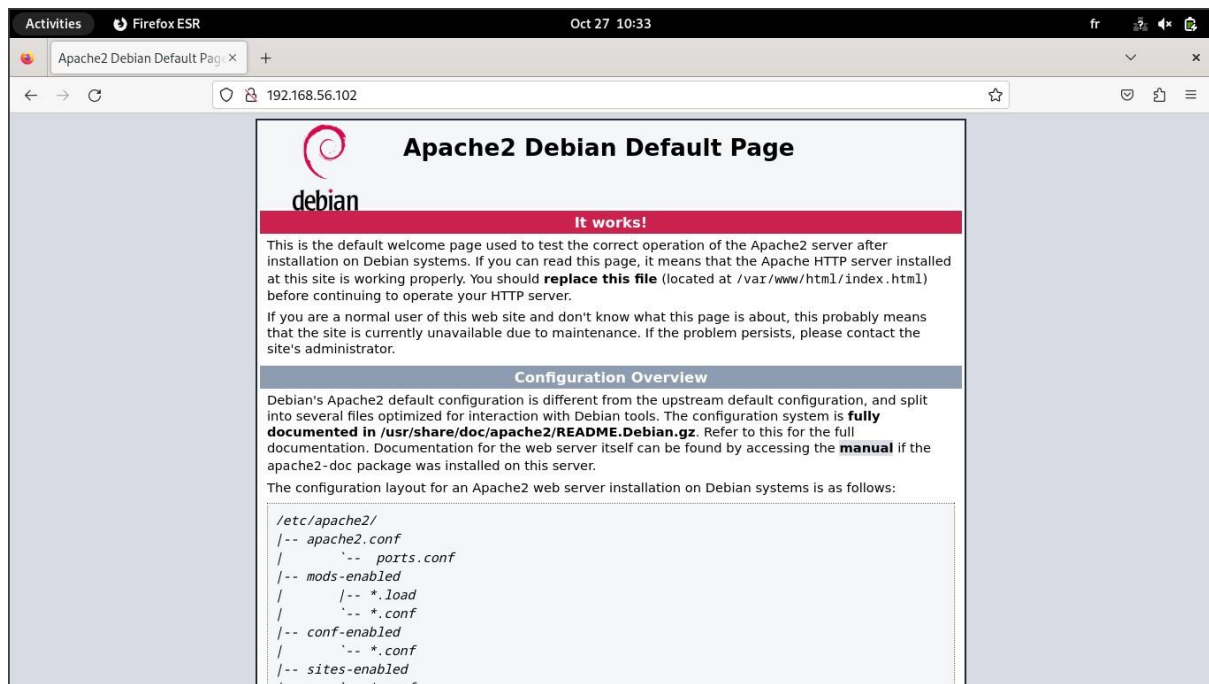 Activities Firefox ESR Oct 27 10:33 fr
Apache2 Debian Default Pag
192.168.56.102
debian
Apache2 Debian Default Page
It works!
This is the default welcome page used to test the correct operation of the Apache2 server after
installation on Debian systems. If you can read this page, it means that the Apache HTTP server installed
at this site is working properly. You should replace this file (located at /var/www/html/index.html)
before continuing to operate your HTTP server.
If you are a normal user of this web site and don't know what this page is about, this probably means
that the site is currently unavailable due to maintenance. If the problem persists, please contact the
site's administrator.
Configuration Overview
Debian's Apache2 default configuration is different from the upstream default configuration, and split
into several files optimized for interaction with Debian tools. The configuration system is fully
documented in /usr/share/doc/apache2/README.Debian.gz. Refer to this for the full
documentation. Documentation for the web server itself can be found by accessing the manual if the
apache2-doc package was installed on this server.
The configuration layout for an Apache2 web server installation on Debian systems is as follows:
/etc/apache2/
|-- apache2.conf
|       `--  ports.conf
|-- mods-enabled
|       |-- *.load
|       `-- *.conf
|-- conf-enabled
|       `-- *.conf
|-- sites-enabled